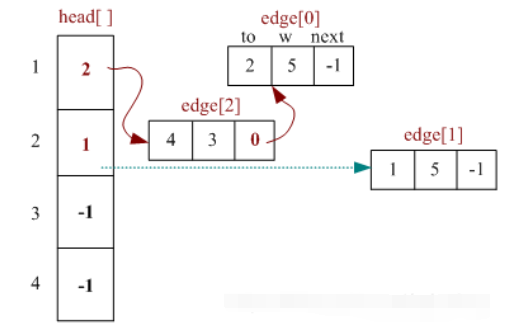 head[ ]
edge[0]
to w next
1 2
2 5 -1
edge[2]
4 3 0
2 1
edge[1]
1 5 -1
3 -1
4 -1